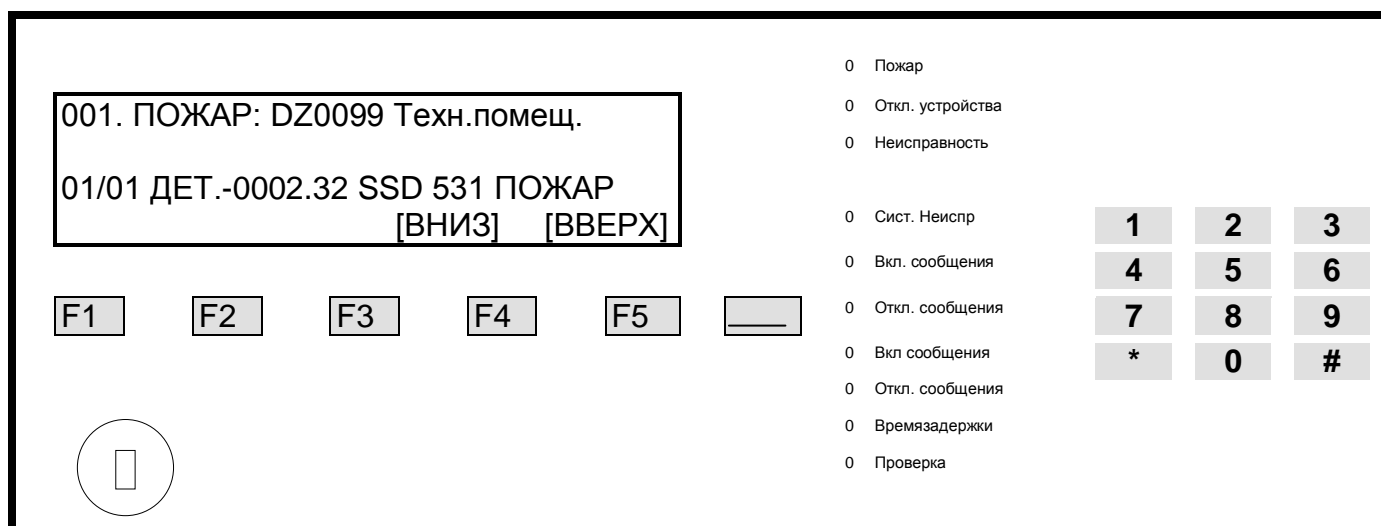 001. ПОЖАР: DZ0099 Техн.помещ.
01/01 ДЕТ.-0002.32 SSD 531 ПОЖАР
[ВНИЗ] [ВВЕРХ]
F1 F2 F3 F4 F5
0 Пожар
0 Откл. устройства
0 Неисправность
0 Сист. Неиспр
0 Вкл. сообщения
0 Откл. сообщения
0 Вкл сообщения
0 Откл. сообщения
0 Времязадержки
0 Проверка
1 2 3
4 5 6
7 8 9
* 0 #